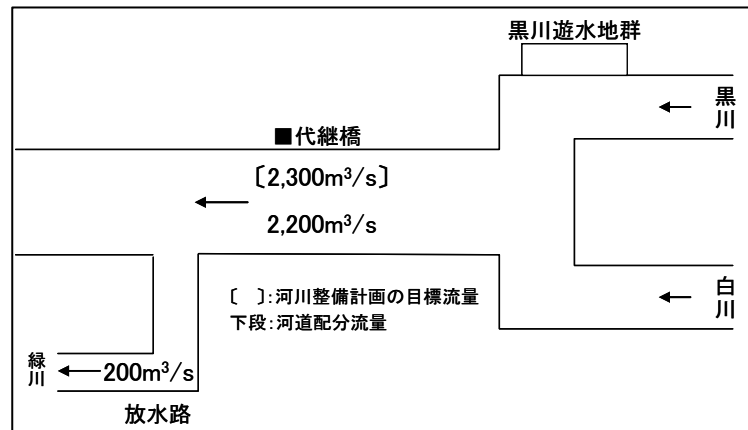 黒川遊水地群
黒川
■代継橋
〔2,300m³/s〕
2,200m³/s
白川
〔　〕:河川整備計画の目標流量
下段:河道配分流量
緑川
200m³/s
放水路